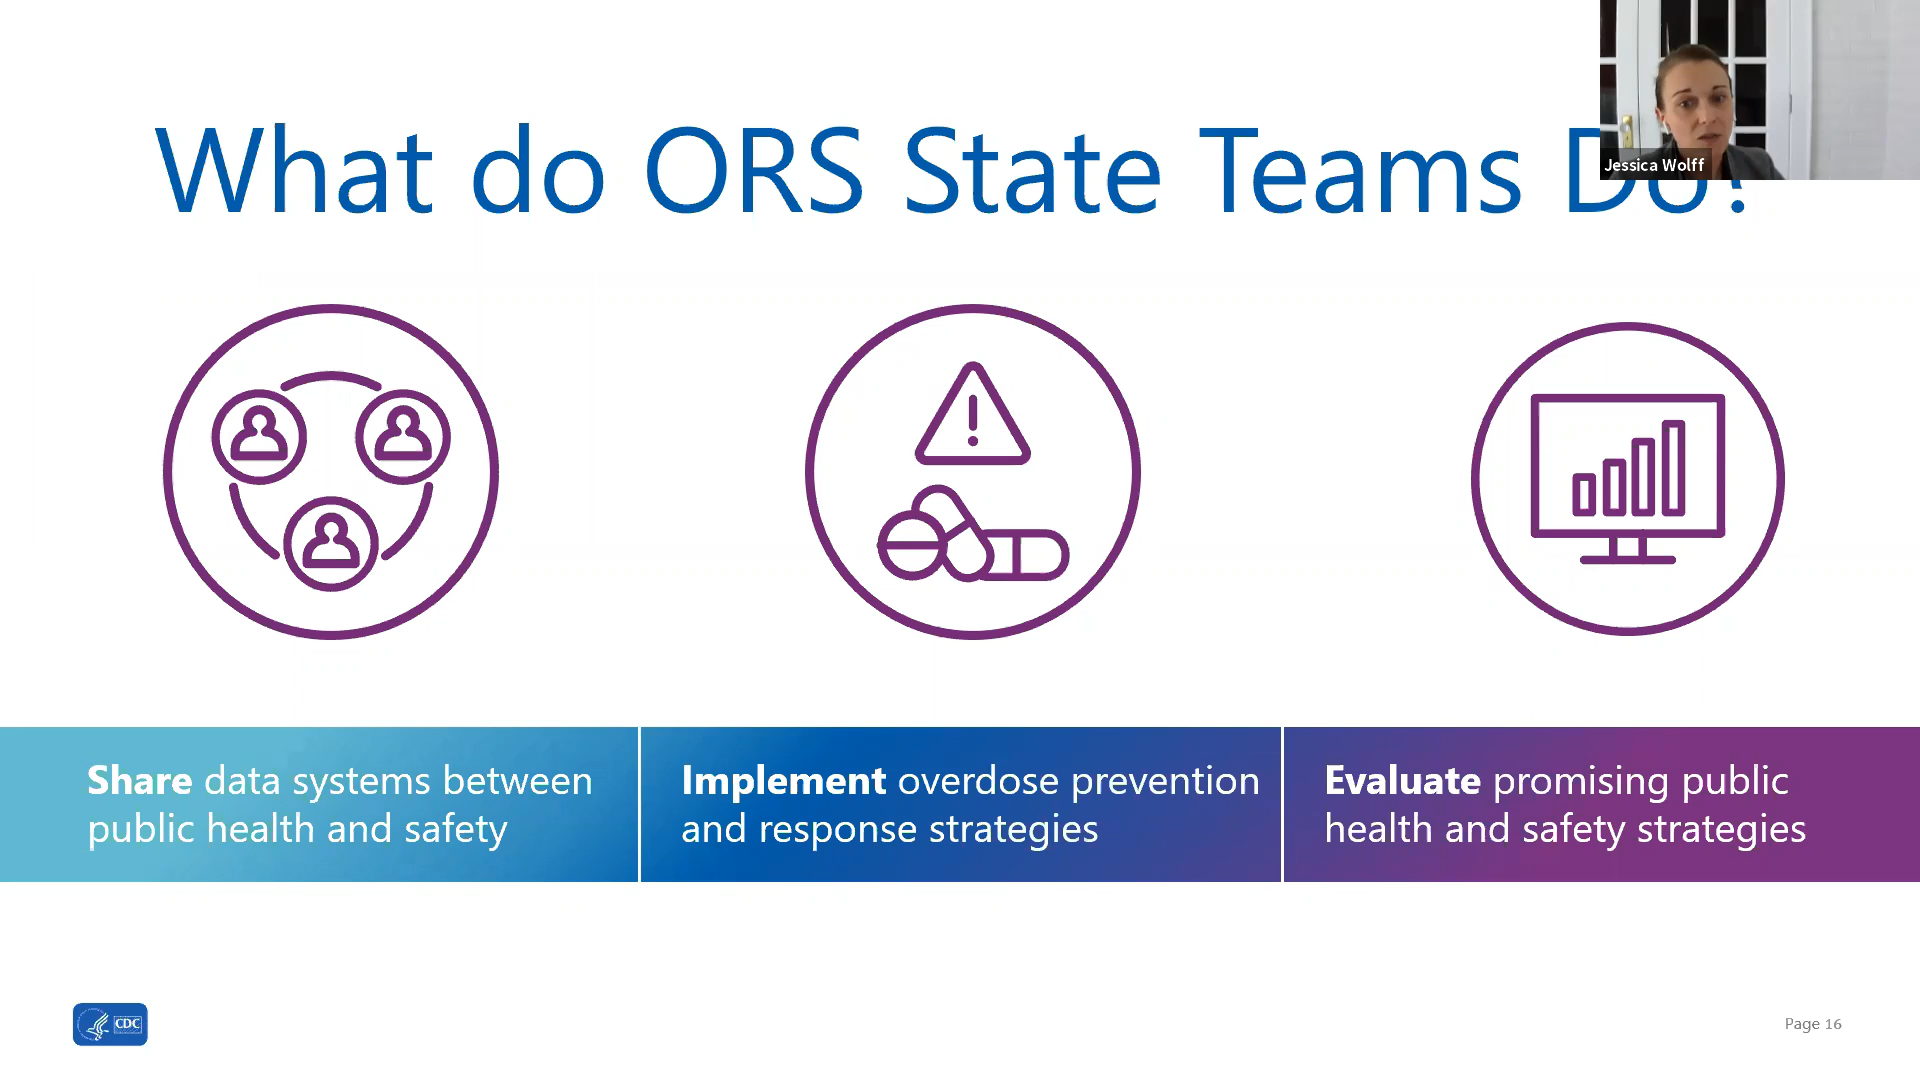 What do ORS State Teams Do?
Jessica Wolff
Share data systems between
public health and safety
Implement overdose prevention
and response strategies
Evaluate promising public
health and safety strategies
CDC
Page 16